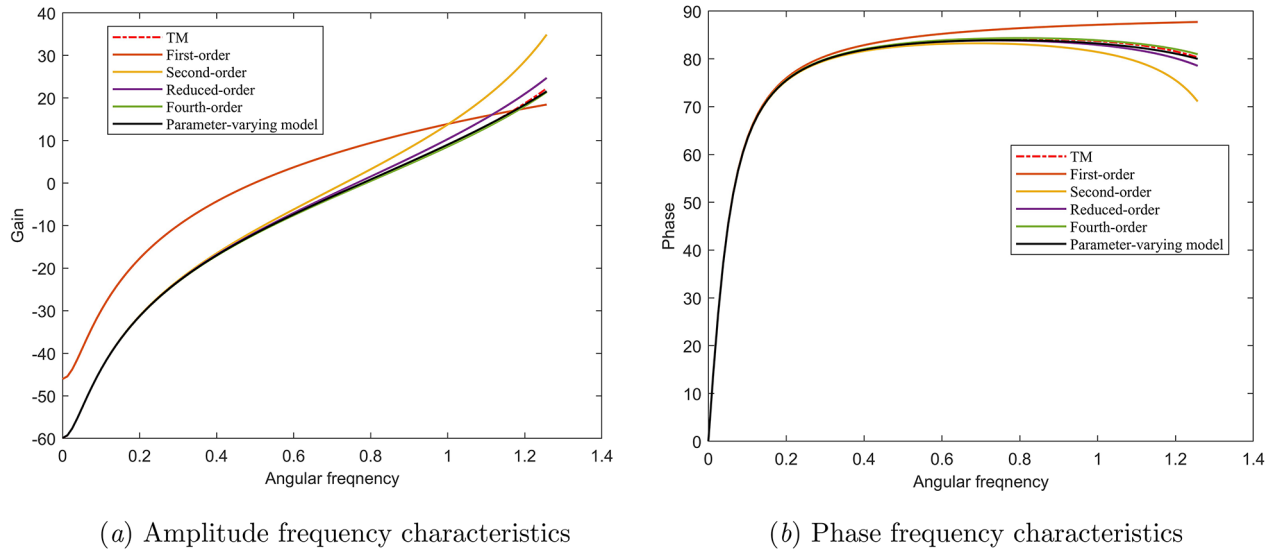 40
30
20
10
0
-10
-20
-30
-40
-50
-60
Gain
TM
First-order
Second-order
Reduced-order
Fourth-order
Parameter-varying model
0 0.2 0.4 0.6 0.8 1 1.2 1.4
Angular freqnency
(a) Amplitude frequency characteristics
90
80
70
60
50
40
30
20
10
0
Phase
TM
First-order
Second-order
Reduced-order
Fourth-order
Parameter-varying model
0 0.2 0.4 0.6 0.8 1 1.2 1.4
Angular freqnency
(b) Phase frequency characteristics